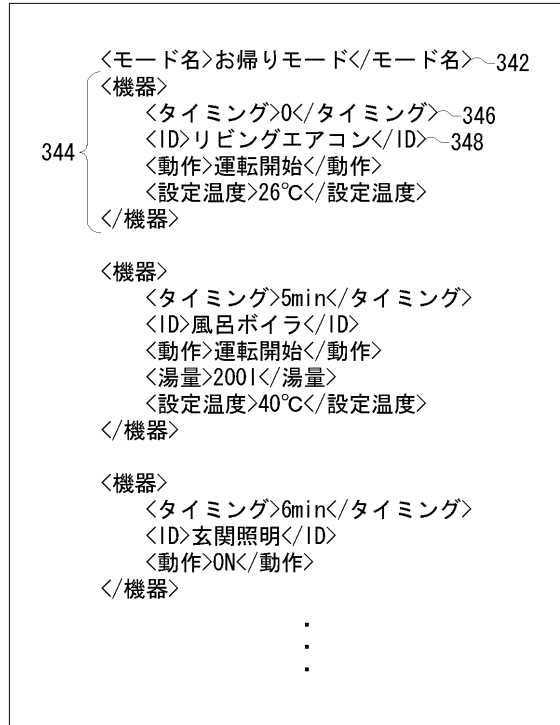 <モード名>お帰りモード</モード名> 342
344
<機器>
<タイミング>0</タイミング> 346
<ID>リビングエアコン</ID> 348
<動作>運転開始</動作>
<設定温度>26℃</設定温度>
</機器>
<機器>
<タイミング>5min</タイミング>
<ID>風呂ボイラ</ID>
<動作>運転開始</動作>
<湯量>200l</湯量>
<設定温度>40℃</設定温度>
</機器>
<機器>
<タイミング>6min</タイミング>
<ID>玄関照明</ID>
<動作>ON</動作>
</機器>